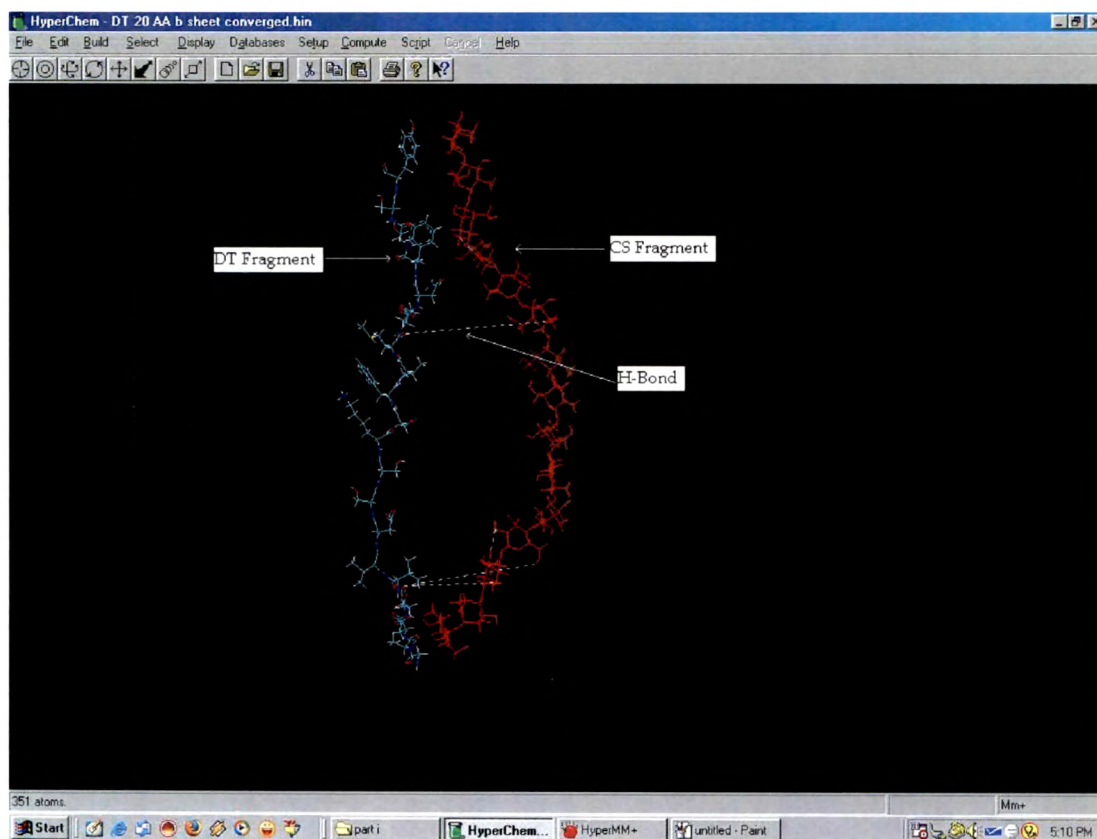 HyperChem - DT 20 AA b sheet converged.hin
File Edit Build Select Display Databases Setup Compute Script Cancel Help
CS Fragment
DT Fragment
H-Bond
351 atoms.
Mm+
Start part i HyperChem... HyperMM+ untitled - Paint 5:10 PM